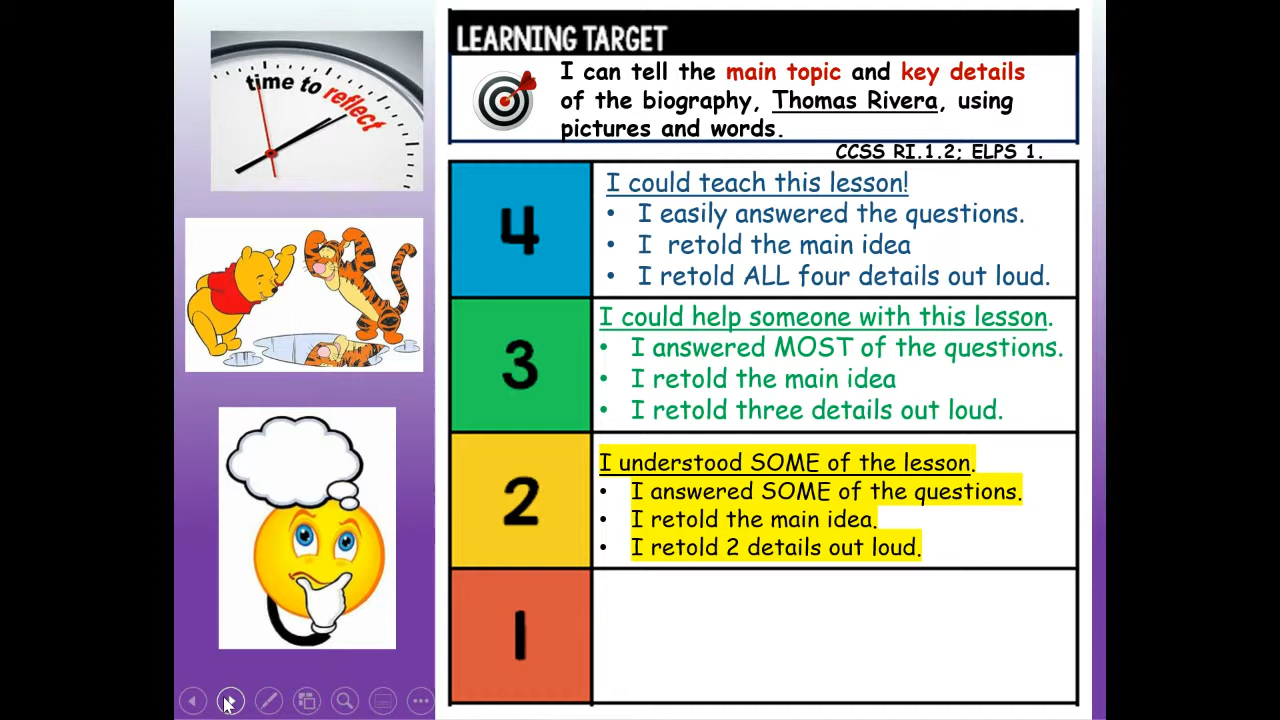 time to reflect
LEARNING TARGET
I can tell the main topic and key details
of the biography, Thomas Rivera, using
pictures and words.
CCSS RI.1.2; ELPS 1.
4
I could teach this lesson!
• I easily answered the questions.
• I retold the main idea
• I retold ALL four details out loud.
3
I could help someone with this lesson.
• I answered MOST of the questions.
• I retold the main idea
• I retold three details out loud.
2
I understood SOME of the lesson.
• I answered SOME of the questions.
• I retold the main idea.
• I retold 2 details out loud.
1